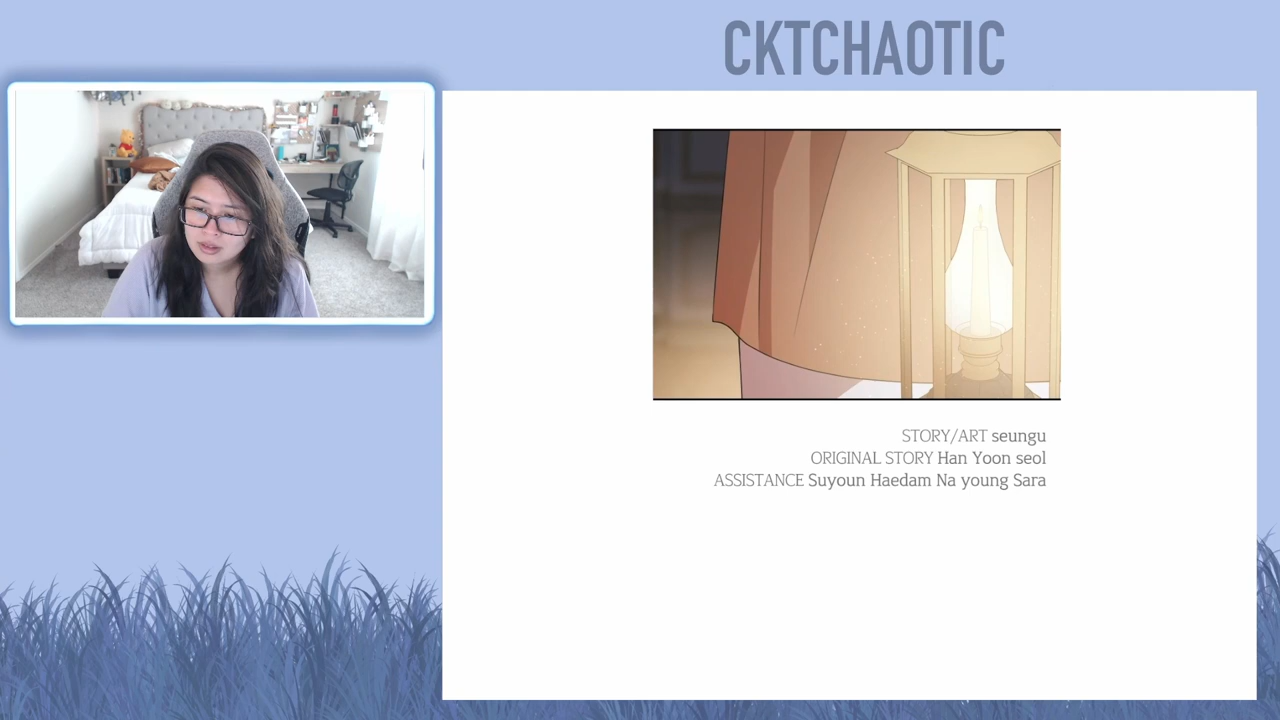 CKTCHAOTIC
STORY/ART seungu
ORIGINAL STORY Han Yoon seol
ASSISTANCE Suyoun Haedam Na young Sara